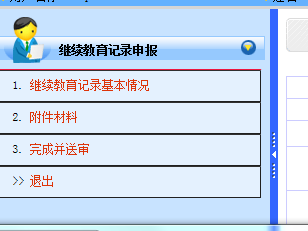 继续教育记录申报
1. 继续教育记录基本情况
2. 附件材料
3. 完成并送审
>> 退出